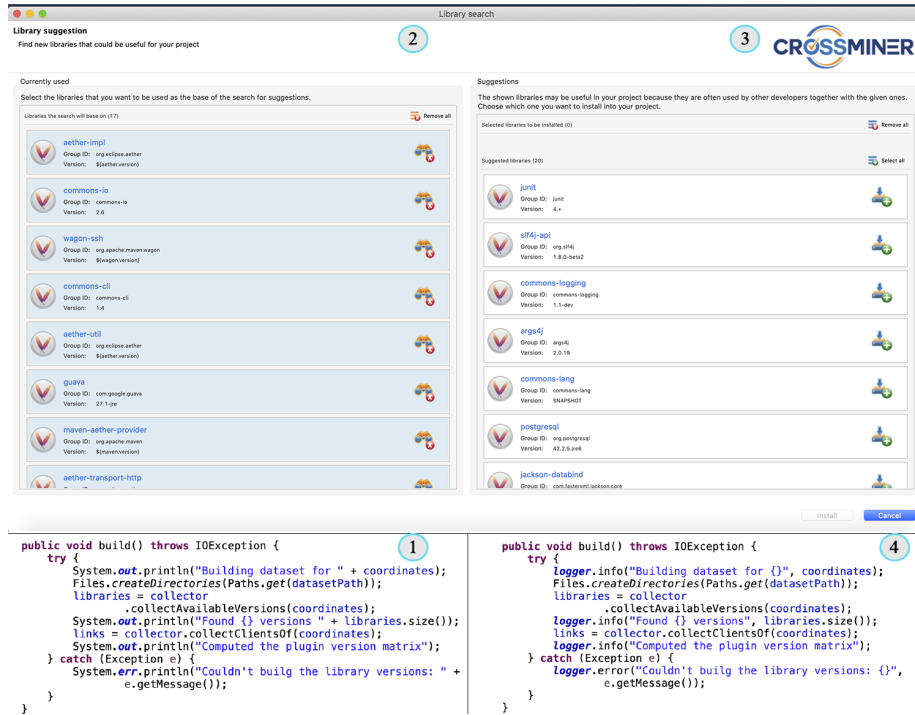 Library search
Library suggestion
Find new libraries that could be useful for your project
2
3
CROSSMINER
Currently used
Select the libraries that you want to be used as the base of the search for suggestions.
Libraries the search will base on (17)
Remove all
aether-impl
Group ID: org.eclipse.aether
Version: ${aether.version}
commons-io
Group ID: commons-io
Version: 2.6
wagon-ssh
Group ID: org.apache.maven.wagon
Version: ${wagon.version}
commons-cli
Group ID: commons-cli
Version: 1.4
aether-util
Group ID: org.eclipse.aether
Version: ${aether.version}
guava
Group ID: com.google.guava
Version: 27.1-jre
maven-aether-provider
Group ID: org.apache.maven
Version: ${maven.version}
aether-transport-http
Suggestions
The shown libraries may be useful in your project because they are often used by other developers together with the given ones.
Choose which one you want to install into your project.
Selected libraries to be installed (0)
Remove all
Suggested libraries (20)
Select all
junit
Group ID: junit
Version: 4.+
slf4j-api
Group ID: org.slf4j
Version: 1.8.0-beta2
commons-logging
Group ID: commons-logging
Version: 1.1-dev
args4j
Group ID: args4j
Version: 2.0.19
commons-lang
Group ID: commons-lang
Version: SNAPSHOT
postgresql
Group ID: org.postgresql
Version: 42.2.5.jre6
jackson-databind
Group ID: com.fasterxml.jackson.core
Install
Cancel
1
public void build() throws IOException {
try {
System.out.println("Building dataset for " + coordinates);
Files.createDirectories(Paths.get(datasetPath));
libraries = collector
.collectAvailableVersions(coordinates);
System.out.println("Found {} versions " + libraries.size());
links = collector.collectClientsOf(coordinates);
System.out.println("Computed the plugin version matrix");
} catch (Exception e) {
System.err.println("Couldn't builg the library versions: " +
e.getMessage());
}
}
4
public void build() throws IOException {
try {
logger.info("Building dataset for {}", coordinates);
Files.createDirectories(Paths.get(datasetPath));
libraries = collector
.collectAvailableVersions(coordinates);
logger.info("Found {} versions", libraries.size());
links = collector.collectClientsOf(coordinates);
logger.info("Computed the plugin version matrix");
} catch (Exception e) {
logger.error("Couldn't builg the library versions: {}",
e.getMessage());
}
}